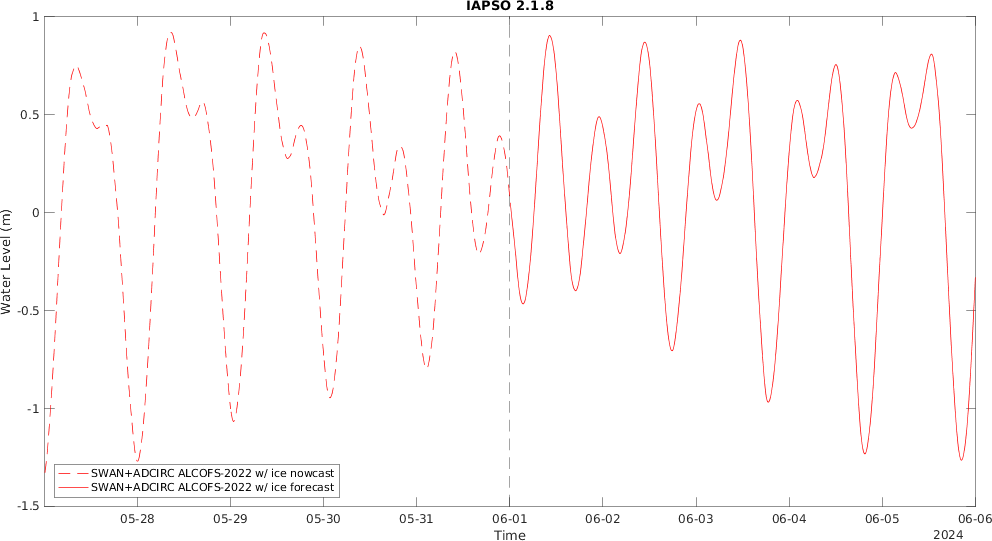 IAPSO 2.1.8
1
0.5
0
-0.5
-1
-1.5
Water Level (m)
SWAN+ADCIRC ALCOFS-2022 w/ ice nowcast
SWAN+ADCIRC ALCOFS-2022 w/ ice forecast
05-28 05-29 05-30 05-31 06-01 06-02 06-03 06-04 06-05 06-06
Time
2024